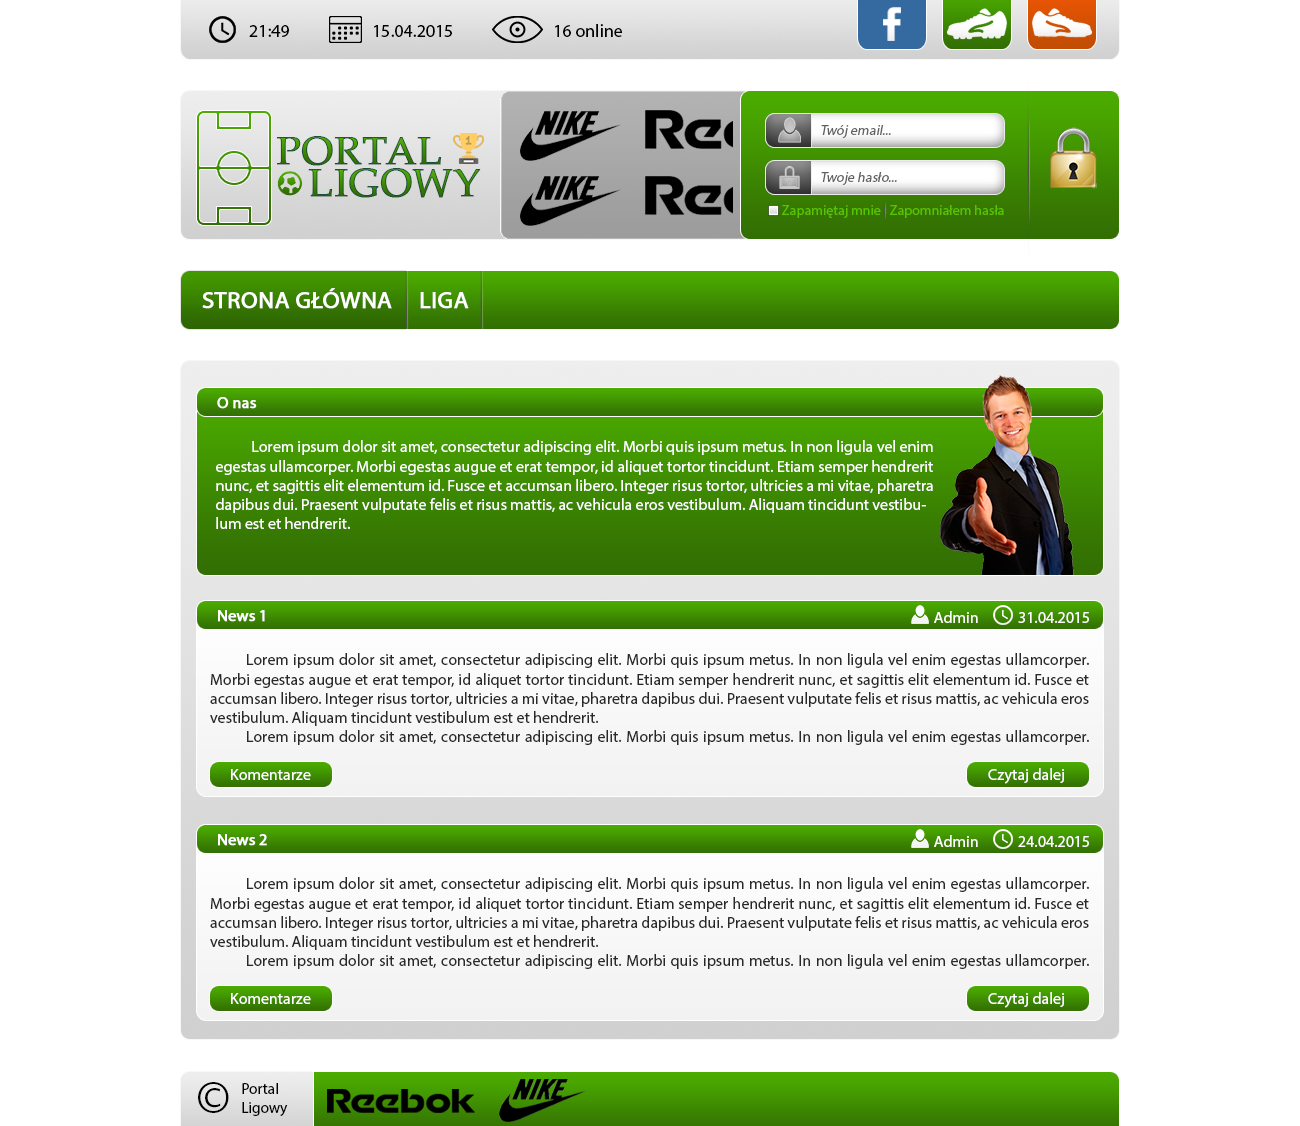 21:49
15.04.2015
16 online
f
PORTAL 1
LIGOWY
NIKE Ree
NIKE Ree
Twój email...
Twoje hasło...
Zapamiętaj mnie | Zapomniałem hasła
STRONA GŁÓWNA LIGA
O nas
Lorem ipsum dolor sit amet, consectetur adipiscing elit. Morbi quis ipsum metus. In non ligula vel enim
egestas ullamcorper. Morbi egestas augue et erat tempor, id aliquet tortor tincidunt. Etiam semper hendrerit
nunc, et sagittis elit elementum id. Fusce et accumsan libero. Integer risus tortor, ultricies a mi vitae, pharetra
dapibus dui. Praesent vulputate felis et risus mattis, ac vehicula eros vestibulum. Aliquam tincidunt vestibu-
lum est et hendrerit.
News 1 Admin 31.04.2015
Lorem ipsum dolor sit amet, consectetur adipiscing elit. Morbi quis ipsum metus. In non ligula vel enim egestas ullamcorper.
Morbi egestas augue et erat tempor, id aliquet tortor tincidunt. Etiam semper hendrerit nunc, et sagittis elit elementum id. Fusce et
accumsan libero. Integer risus tortor, ultricies a mi vitae, pharetra dapibus dui. Praesent vulputate felis et risus mattis, ac vehicula eros
vestibulum. Aliquam tincidunt vestibulum est et hendrerit.
Lorem ipsum dolor sit amet, consectetur adipiscing elit. Morbi quis ipsum metus. In non ligula vel enim egestas ullamcorper.
Komentarze Czytaj dalej
News 2 Admin 24.04.2015
Lorem ipsum dolor sit amet, consectetur adipiscing elit. Morbi quis ipsum metus. In non ligula vel enim egestas ullamcorper.
Morbi egestas augue et erat tempor, id aliquet tortor tincidunt. Etiam semper hendrerit nunc, et sagittis elit elementum id. Fusce et
accumsan libero. Integer risus tortor, ultricies a mi vitae, pharetra dapibus dui. Praesent vulputate felis et risus mattis, ac vehicula eros
vestibulum. Aliquam tincidunt vestibulum est et hendrerit.
Lorem ipsum dolor sit amet, consectetur adipiscing elit. Morbi quis ipsum metus. In non ligula vel enim egestas ullamcorper.
Komentarze Czytaj dalej
© Portal
Ligowy
Reebok NIKE